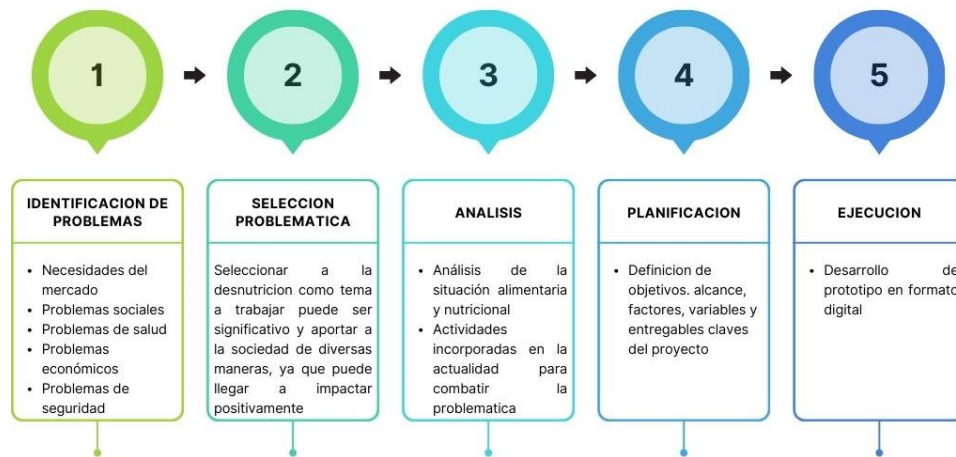 1
2
3
4
5
IDENTIFICACION DE
PROBLEMAS
• Necesidades del
mercado
• Problemas sociales
• Problemas de salud
• Problemas
económicos
• Problemas de
seguridad
SELECCION
PROBLEMATICA
Seleccionar a la
desnutricion como tema
a trabajar puede ser
significativo y aportar a
la sociedad de diversas
maneras, ya que puede
llegar a impactar
positivamente
ANALISIS
• Análisis de la
situación alimentaria
y nutricional
• Actividades
incorporadas en la
actualidad para
combatir la
problematica
PLANIFICACION
• Definicion de
objetivos. alcance,
factores, variables y
entregables claves
del proyecto
EJECUCION
• Desarrollo de
prototipo en formato
digital